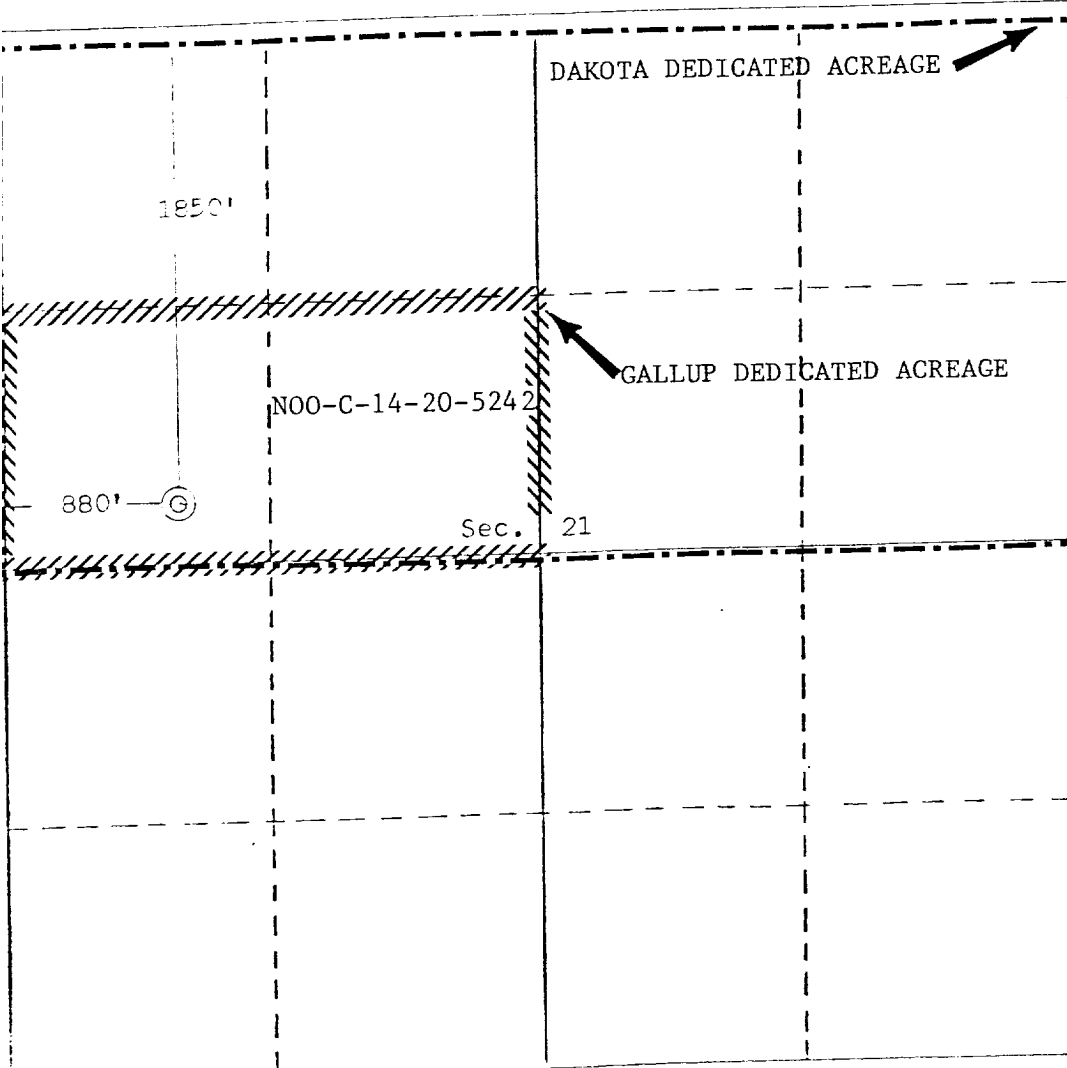 DAKOTA DEDICATED ACREAGE
1850'
GALLUP DEDICATED ACREAGE
NOO-C-14-20-5242
880'
Sec. 21